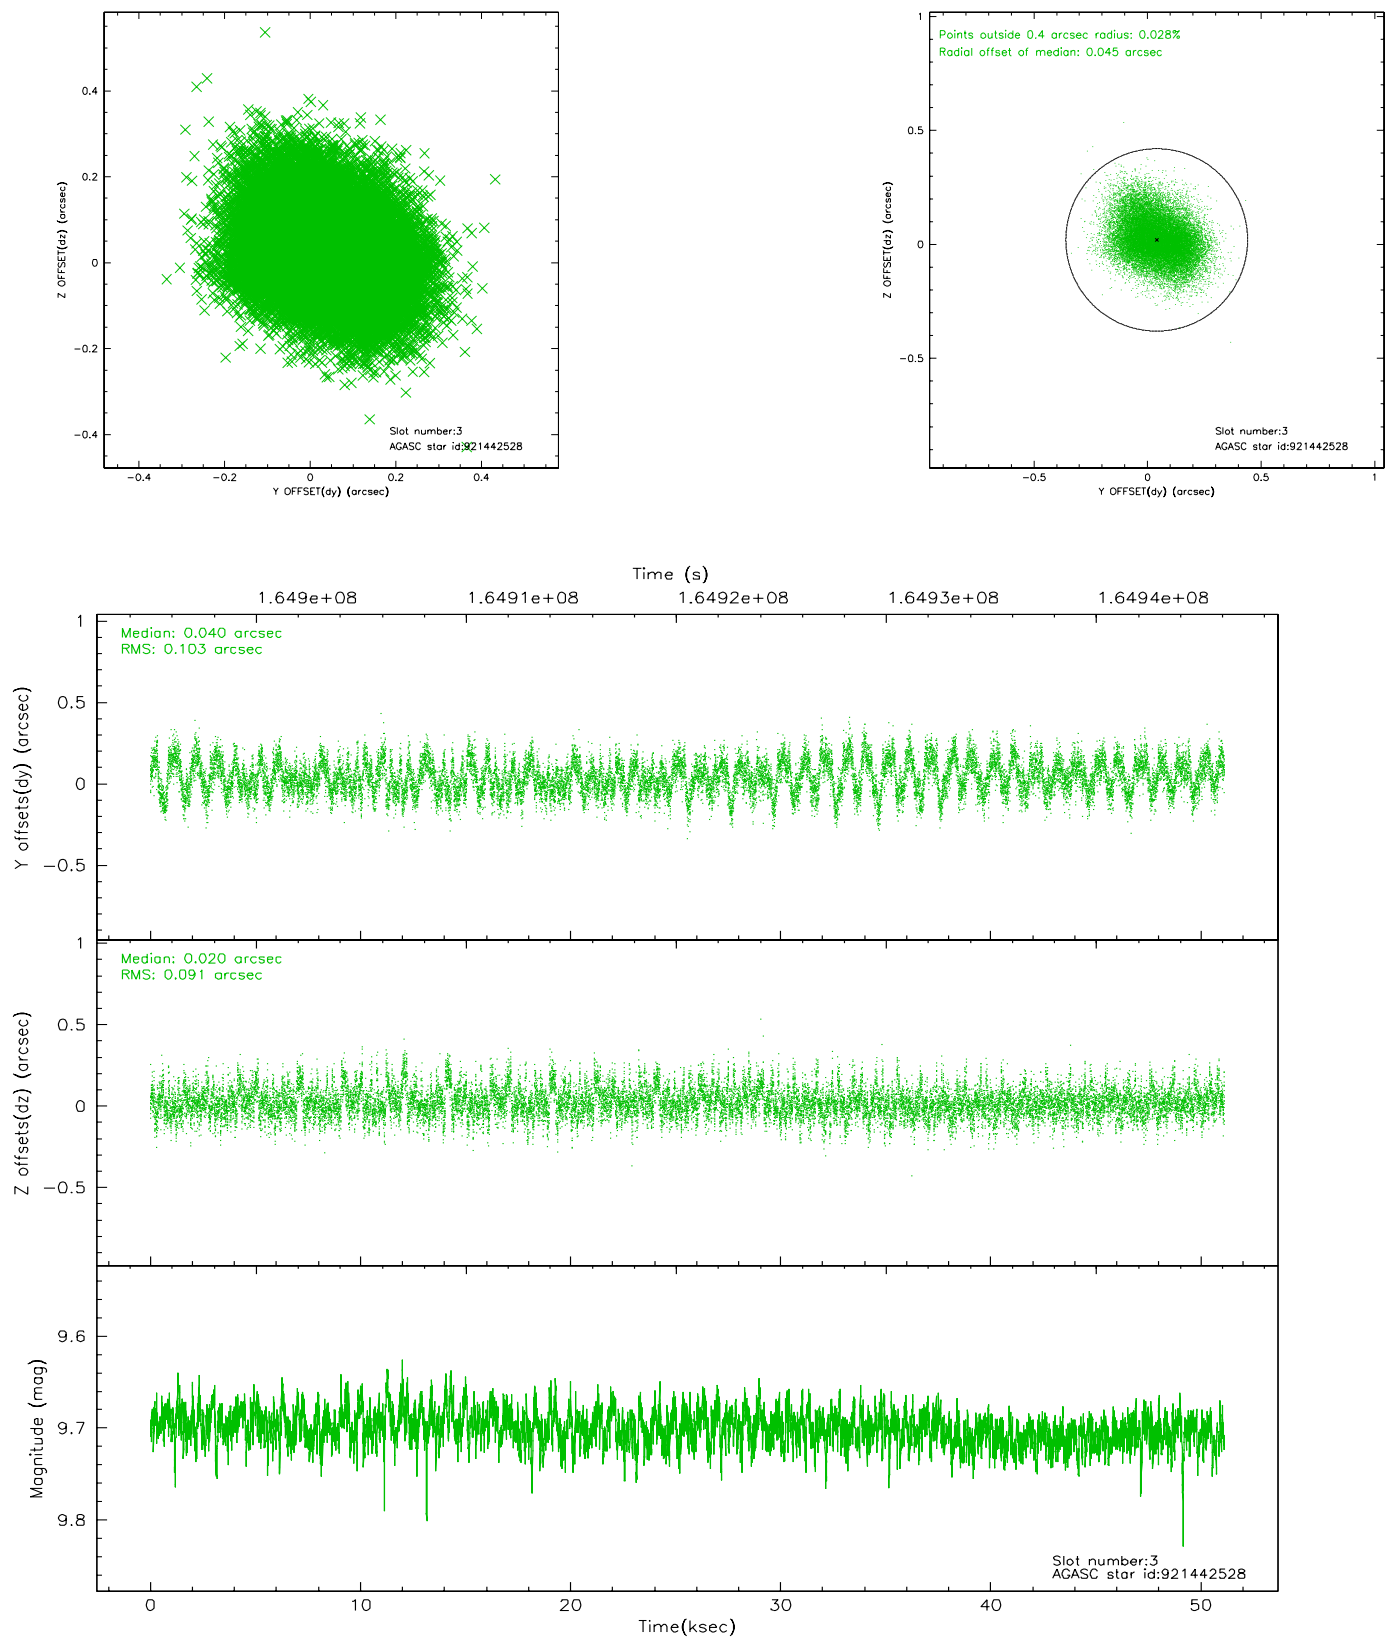 0.4
0.2
0
−0.2
−0.4
Z OFFSET(dz) (arcsec)
Slot number:3
AGASC star id:921442528
−0.4 −0.2 0 0.2 0.4
Y OFFSET(dy) (arcsec)
Points outside 0.4 arcsec radius: 0.028%
Radial offset of median: 0.045 arcsec
1
0.5
0
−0.5
Z OFFSET(dz) (arcsec)
Slot number:3
AGASC star id:921442528
−0.5 0 0.5 1
Y OFFSET(dy) (arcsec)
Time (s)
1.649e+08 1.6491e+08 1.6492e+08 1.6493e+08 1.6494e+08
Median: 0.040 arcsec
RMS: 0.103 arcsec
1
0.5
0
−0.5
Y offsets(dy) (arcsec)
Median: 0.020 arcsec
RMS: 0.091 arcsec
1
0.5
0
−0.5
Z offsets(dz) (arcsec)
9.6
9.7
9.8
Magnitude (mag)
Slot number:3
AGASC star id:921442528
0 10 20 30 40 50
Time(ksec)